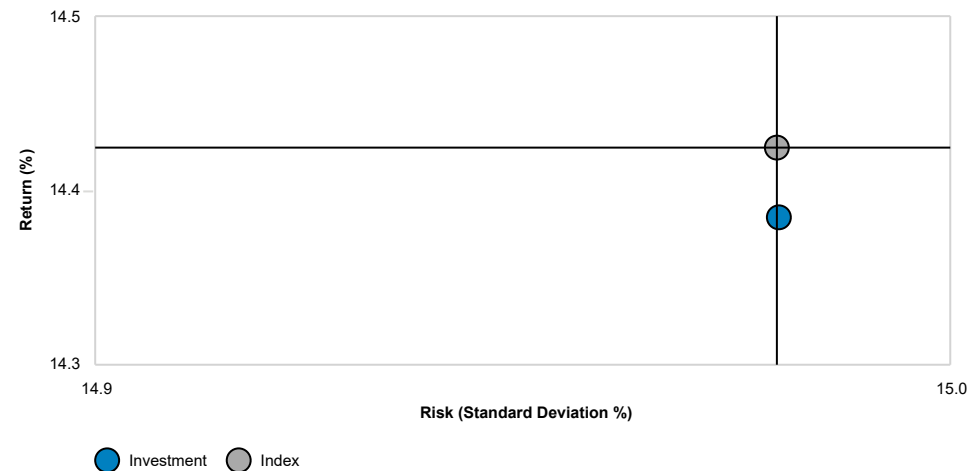 14.5
14.4
14.3
Return (%)
14.9
15.0
Risk (Standard Deviation %)
Investment
Index